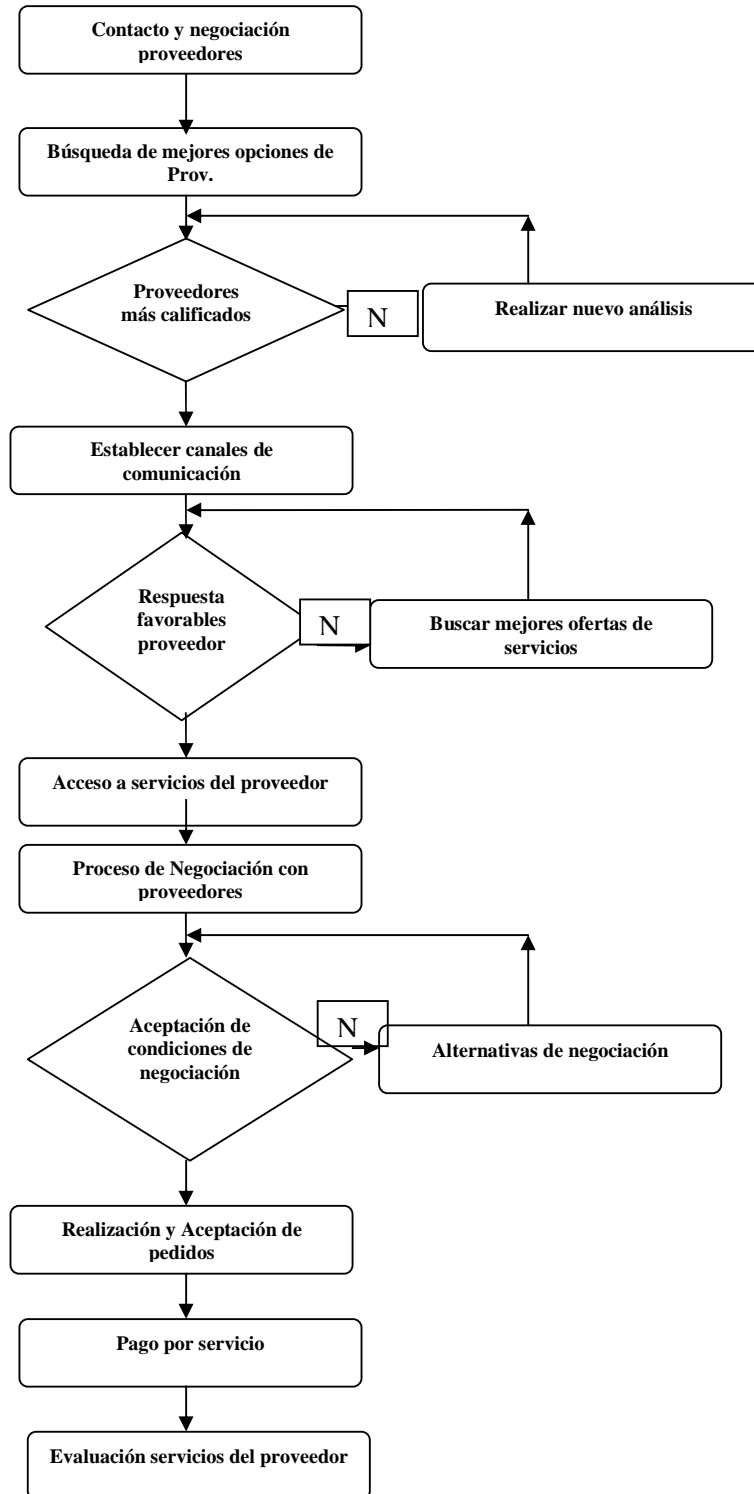 Contacto y negociación
proveedores
Búsqueda de mejores opciones de
Prov.
Proveedores
más calificados
N
Realizar nuevo análisis
Establecer canales de
comunicación
Respuesta
favorables
proveedor
N
Buscar mejores ofertas de
servicios
Acceso a servicios del proveedor
Proceso de Negociación con
proveedores
Aceptación de
condiciones de
negociación
N
Alternativas de negociación
Realización y Aceptación de
pedidos
Pago por servicio
Evaluación servicios del proveedor